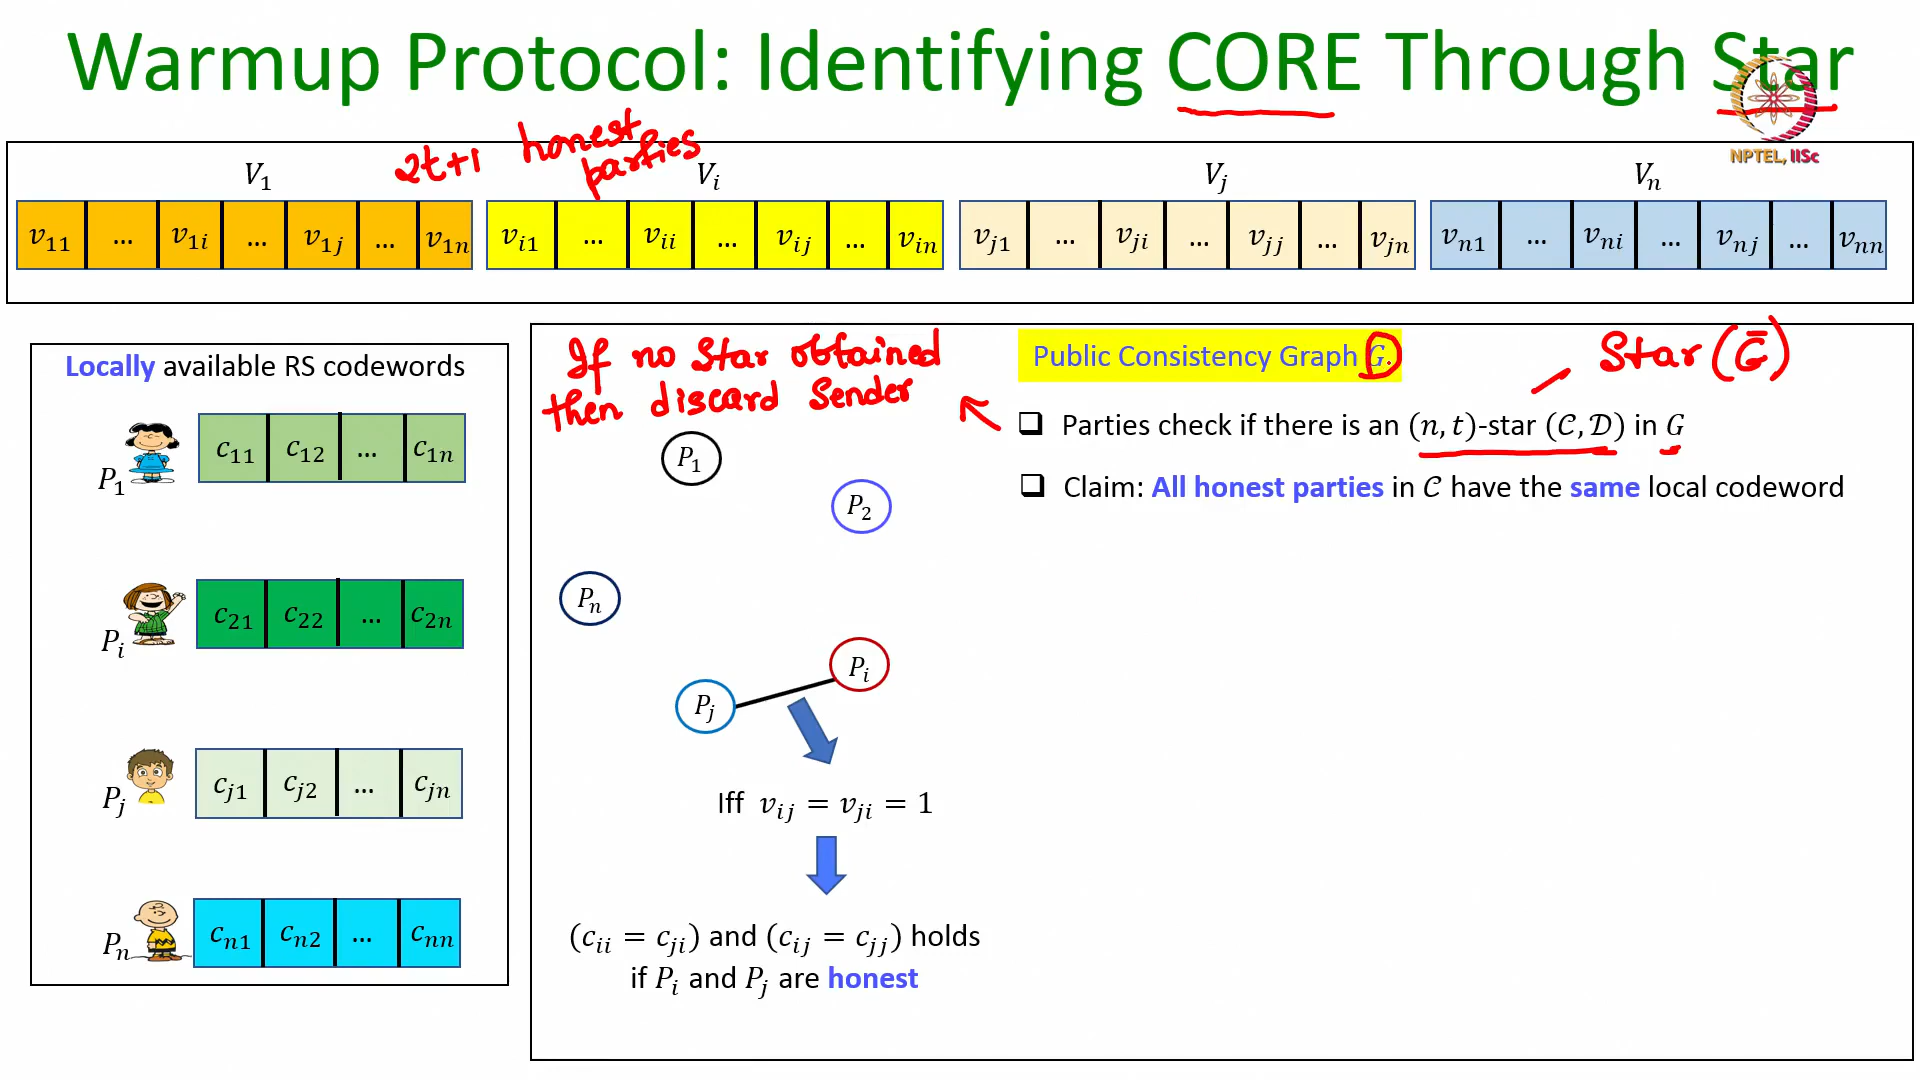 Warmup Protocol: Identifying CORE Through Star
NPTEL, IISc
2t+1 honest parties
V₁ Vᵢ Vⱼ Vₙ
v₁₁ ... v₁ᵢ ... v₁ⱼ ... v₁ₙ
vᵢ₁ ... vᵢᵢ ... vᵢⱼ ... vᵢₙ
vⱼ₁ ... vⱼᵢ ... vⱼⱼ ... vⱼₙ
vₙ₁ ... vₙᵢ ... vₙⱼ ... vₙₙ
Locally available RS codewords
P₁ c₁₁ c₁₂ ... c₁ₙ
Pᵢ c₂₁ c₂₂ ... c₂ₙ
Pⱼ cⱼ₁ cⱼ₂ ... cⱼₙ
Pₙ cₙ₁ cₙ₂ ... cₙₙ
If no Star obtained
then discard Sender
P₁
P₂
Pₙ
Pᵢ
Pⱼ
Iff vᵢⱼ = vⱼᵢ = 1
(cᵢᵢ = cⱼᵢ) and (cᵢⱼ = cⱼⱼ) holds
if Pᵢ and Pⱼ are honest
Public Consistency Graph G.
Star (G̅)
❑ Parties check if there is an (n, t)-star (𝒞, 𝒟) in G
❑ Claim: All honest parties in 𝒞 have the same local codeword